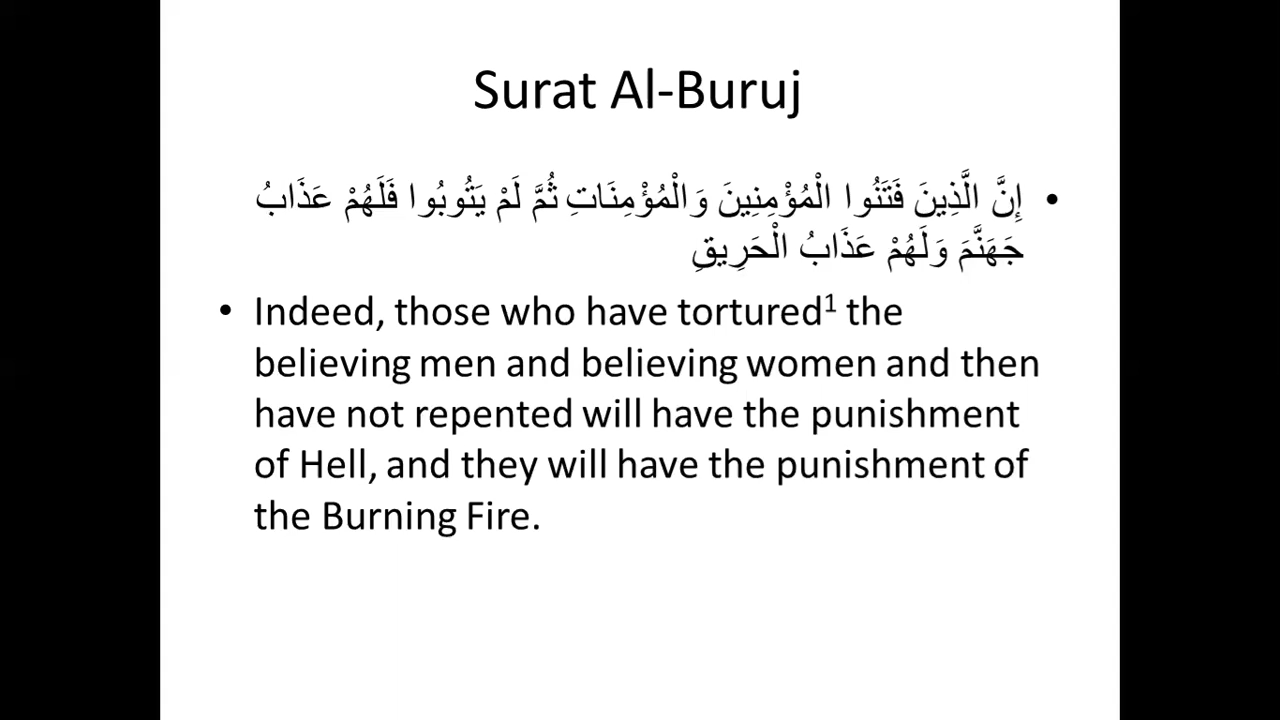 Surat Al-Buruj
• إِنَّ الَّذِينَ فَتَنُوا الْمُؤْمِنِينَ وَالْمُؤْمِنَاتِ ثُمَّ لَمْ يَتُوبُوا فَلَهُمْ عَذَابُ
جَهَنَّمَ وَلَهُمْ عَذَابُ الْحَرِيقِ
• Indeed, those who have tortured¹ the
believing men and believing women and then
have not repented will have the punishment
of Hell, and they will have the punishment of
the Burning Fire.